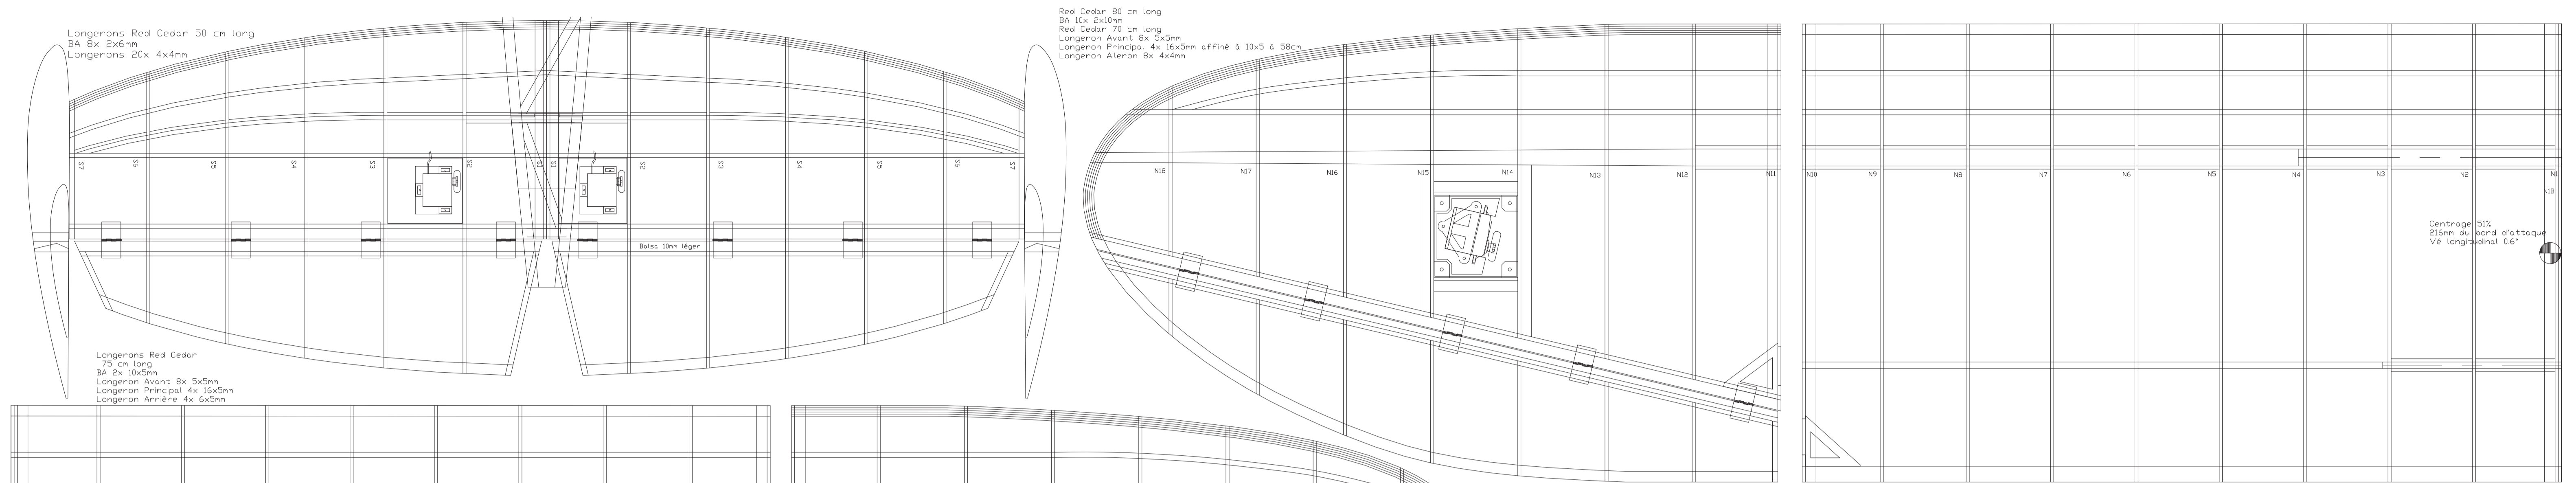 Longerons Red Cedar 50 cm long
BA 8x 2x6mm
Longerons 20x 4x4mm
Red Cedar 80 cm long
BA 10x 2x10mm
Red Cedar 70 cm long
Longeron Avant 8x 5x5mm
Longeron Principal 4x 16x5mm affiné à 10x5 à 58cm
Longeron Aileron 8x 4x4mm
S7 S6 S5 S4 S3 S2 S1 S1 S2 S3 S4 S5 S6 S7
N18 N17 N16 N15 N14 N13 N12 N11
N10 N9 N8 N7 N6 N5 N4 N3 N2 N1
N1B
Balsa 10mm léger
Centrage 51%
216mm du bord d'attaque
Vé longitudinal 0.6°
Longerons Red Cedar
75 cm long
BA 2x 10x5mm
Longeron Avant 8x 5x5mm
Longeron Principal 4x 16x5mm
Longeron Arrière 4x 6x5mm